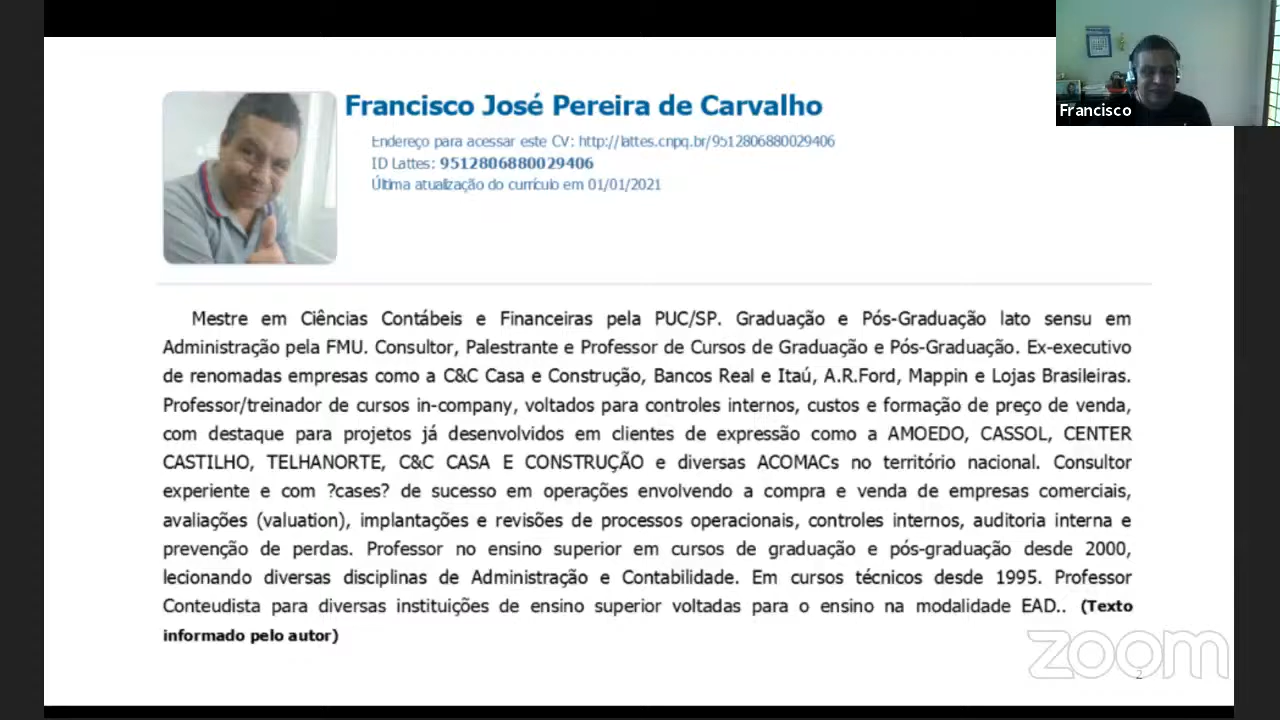 Francisco José Pereira de Carvalho
Endereço para acessar este CV: http://lattes.cnpq.br/9512806880029406
ID Lattes: 9512806880029406
Última atualização do currículo em 01/01/2021
Francisco
Mestre em Ciências Contábeis e Financeiras pela PUC/SP. Graduação e Pós-Graduação lato sensu em
Administração pela FMU. Consultor, Palestrante e Professor de Cursos de Graduação e Pós-Graduação. Ex-executivo
de renomadas empresas como a C&C Casa e Construção, Bancos Real e Itaú, A.R.Ford, Mappin e Lojas Brasileiras.
Professor/treinador de cursos in-company, voltados para controles internos, custos e formação de preço de venda,
com destaque para projetos já desenvolvidos em clientes de expressão como a AMOEDO, CASSOL, CENTER
CASTILHO, TELHANORTE, C&C CASA E CONSTRUÇÃO e diversas ACOMACs no território nacional. Consultor
experiente e com ?cases? de sucesso em operações envolvendo a compra e venda de empresas comerciais,
avaliações (valuation), implantações e revisões de processos operacionais, controles internos, auditoria interna e
prevenção de perdas. Professor no ensino superior em cursos de graduação e pós-graduação desde 2000,
lecionando diversas disciplinas de Administração e Contabilidade. Em cursos técnicos desde 1995. Professor
Conteudista para diversas instituições de ensino superior voltadas para o ensino na modalidade EAD.. (Texto
informado pelo autor)
zoom
2